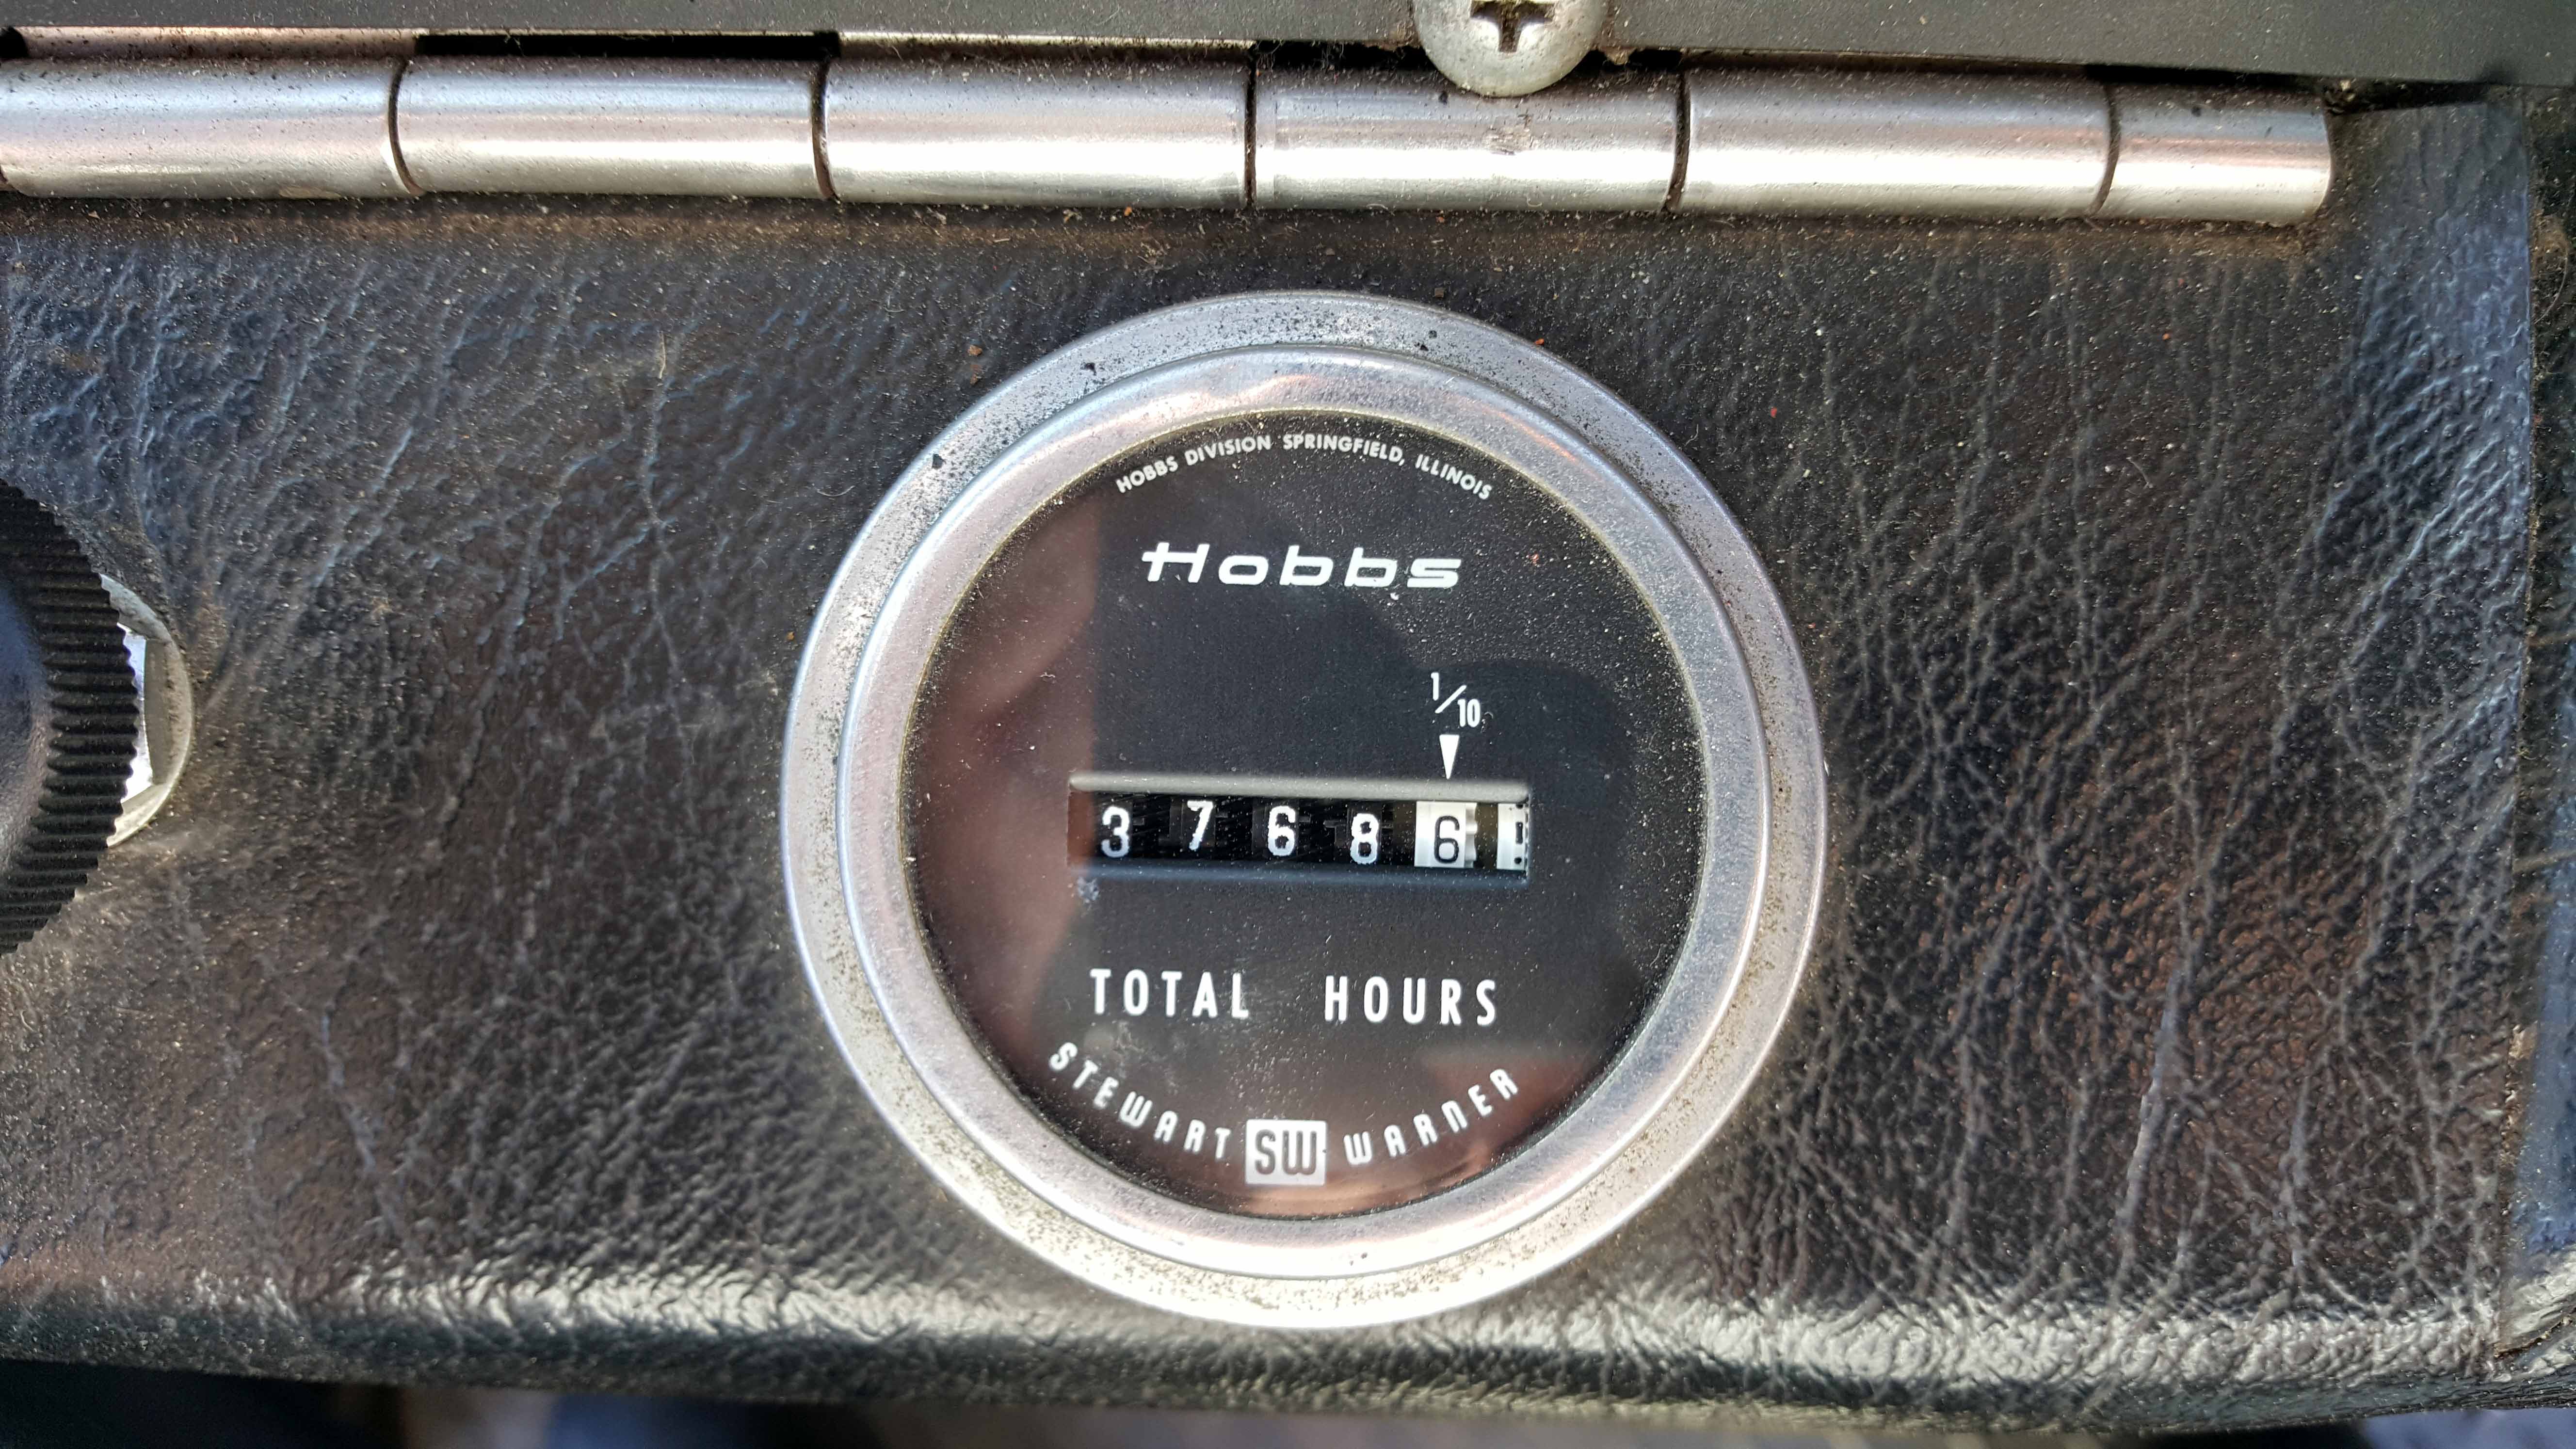 HOBBS DIVISION SPRINGFIELD, ILLINOIS
Hobbs
1/10
3 7 6 8 6
TOTAL HOURS
STEWART SW WARNER